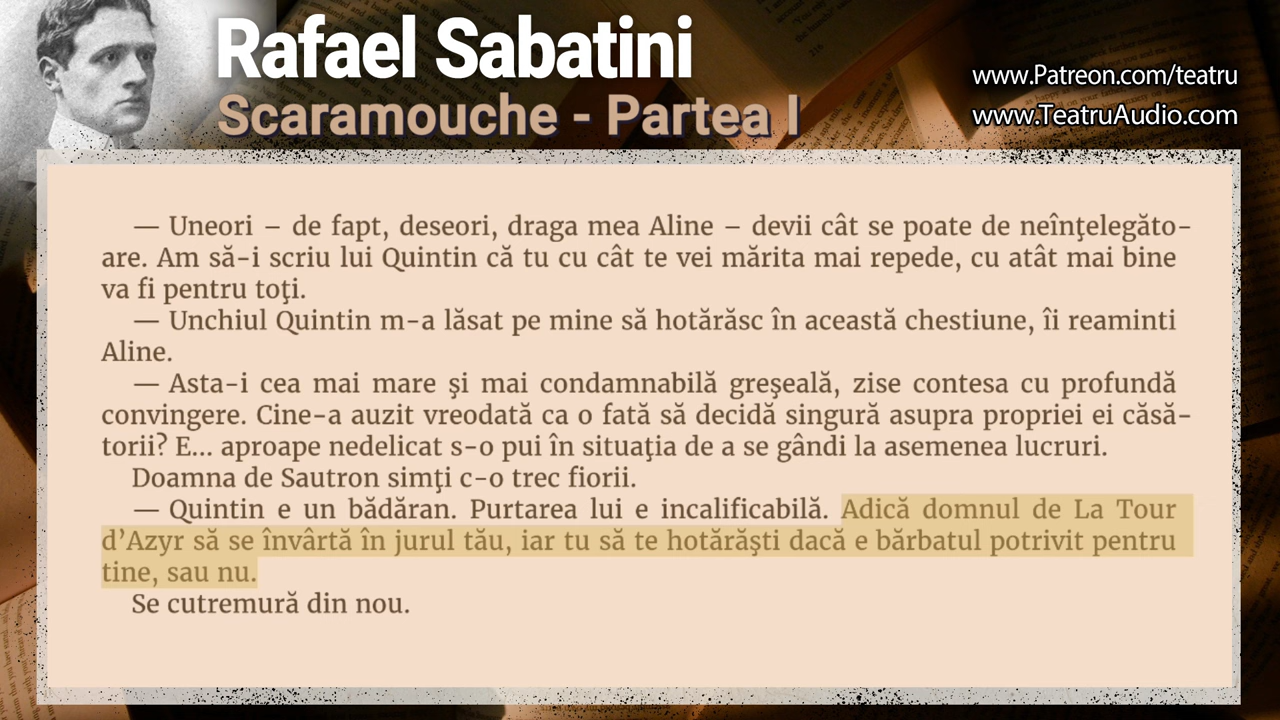 Rafael Sabatini
Scaramouche - Partea I
www.Patreon.com/teatru
www.TeatruAudio.com
— Uneori – de fapt, deseori, draga mea Aline – devii cât se poate de neînţelegăto-
are. Am să-i scriu lui Quintin că tu cu cât te vei mărita mai repede, cu atât mai bine
va fi pentru toţi.
— Unchiul Quintin m-a lăsat pe mine să hotărăsc în această chestiune, îi reaminti
Aline.
— Asta-i cea mai mare şi mai condamnabilă greşeală, zise contesa cu profundă
convingere. Cine-a auzit vreodată ca o fată să decidă singură asupra propriei ei căsă-
torii? E... aproape nedelicat s-o pui în situaţia de a se gândi la asemenea lucruri.
Doamna de Sautron simţi c-o trec fiorii.
— Quintin e un bădăran. Purtarea lui e incalificabilă. Adică domnul de La Tour
d’Azyr să se învârtă în jurul tău, iar tu să te hotărăşti dacă e bărbatul potrivit pentru
tine, sau nu.
Se cutremură din nou.